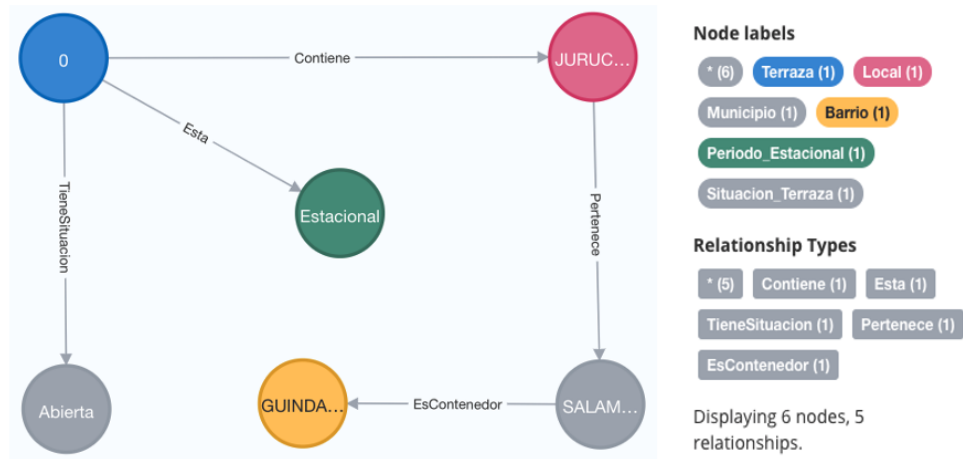 0
Contiene
JURUC...
Esta
TieneSituacion
Estacional
Pertenece
Abierta
GUINDA...
EsContenedor
SALAM...
Node labels
* (6) Terraza (1) Local (1)
Municipio (1) Barrio (1)
Periodo_Estacional (1)
Situacion_Terraza (1)
Relationship Types
* (5) Contiene (1) Esta (1)
TieneSituacion (1) Pertenece (1)
EsContenedor (1)
Displaying 6 nodes, 5
relationships.